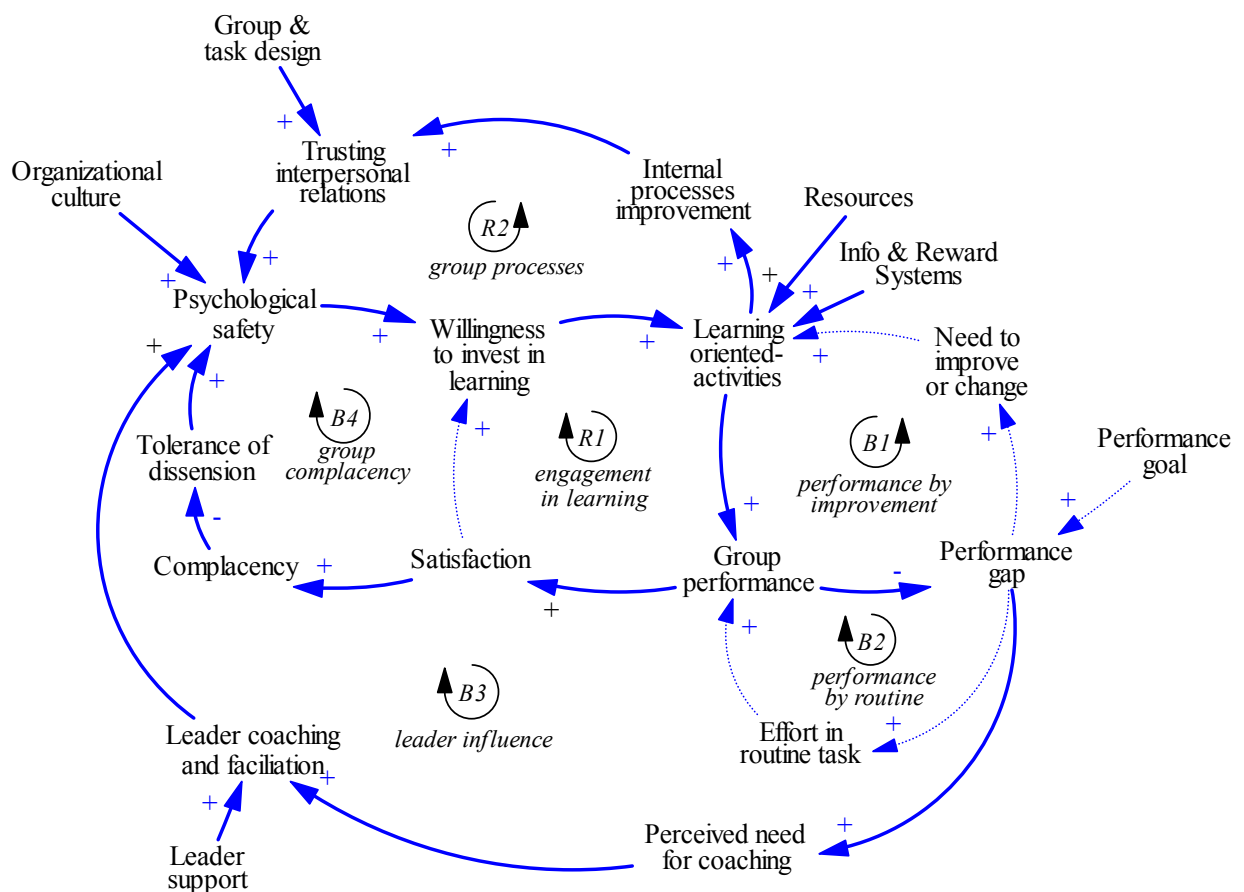 Group &
task design
+
Trusting
interpersonal
relations
+
Organizational
culture
Internal
processes
improvement
Resources
R2
group processes
Info & Reward
Systems
+
+
+
+
+
Psychological
safety
+
Willingness
to invest in
learning
+
Learning
oriented-
activities
+
Need to
improve
or change
+
+
B4
group
complacency
+
R1
engagement
in learning
B1
performance by
improvement
+
Performance
goal
Tolerance of
dissension
-
+
+
Complacency
+
Satisfaction
+
Group
performance
-
Performance
gap
+
B2
performance
by routine
B3
leader influence
+
Effort in
routine task
Leader coaching
and faciliation
+
+
Leader
support
Perceived need
for coaching
+